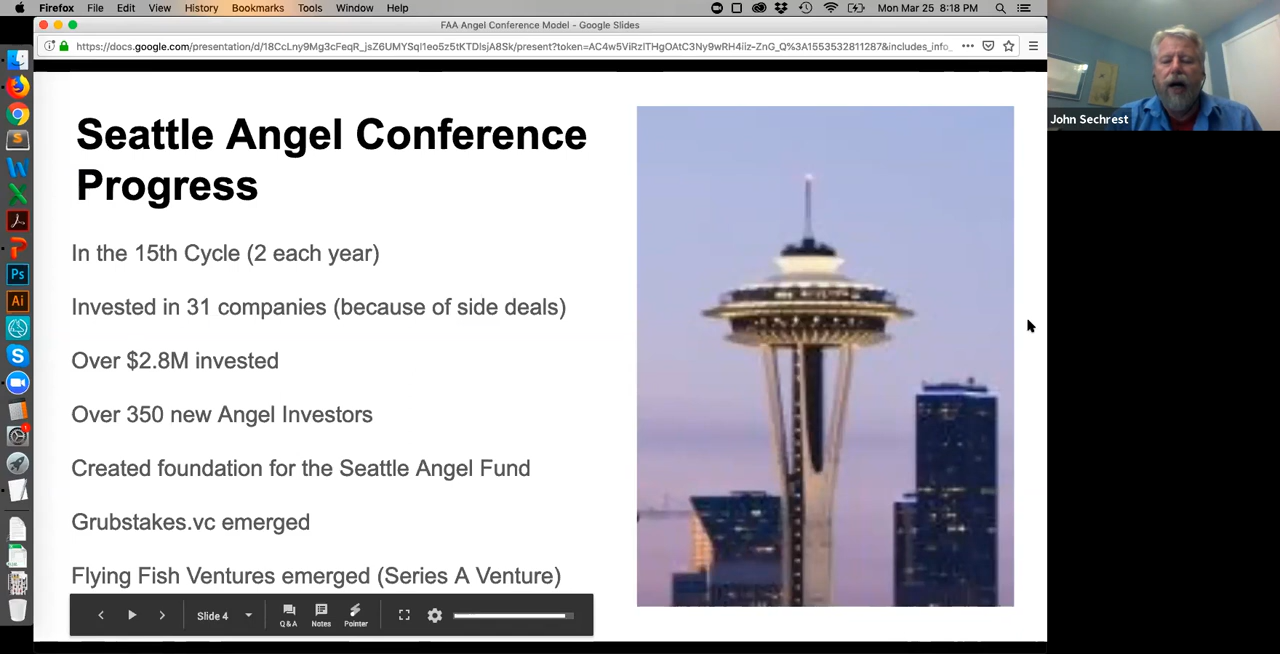 Firefox File Edit View History Bookmarks Tools Window Help
Mon Mar 25 8:18 PM
FAA Angel Conference Model - Google Slides
https://docs.google.com/presentation/d/18CcLny9Mg3cFeqR_jsZ6UMYSql1eo5z5tKTDlsjA8Sk/present?token=AC4w5ViRzlTHgOAtC3Ny9wRH4iiz-ZnG_Q%3A1553532811287&includes_info_
John Sechrest
Seattle Angel Conference
Progress
In the 15th Cycle (2 each year)
Invested in 31 companies (because of side deals)
Over $2.8M invested
Over 350 new Angel Investors
Created foundation for the Seattle Angel Fund
Grubstakes.vc emerged
Flying Fish Ventures emerged (Series A Venture)
Slide 4
Q & A
Notes
Pointer
Ps
Ai